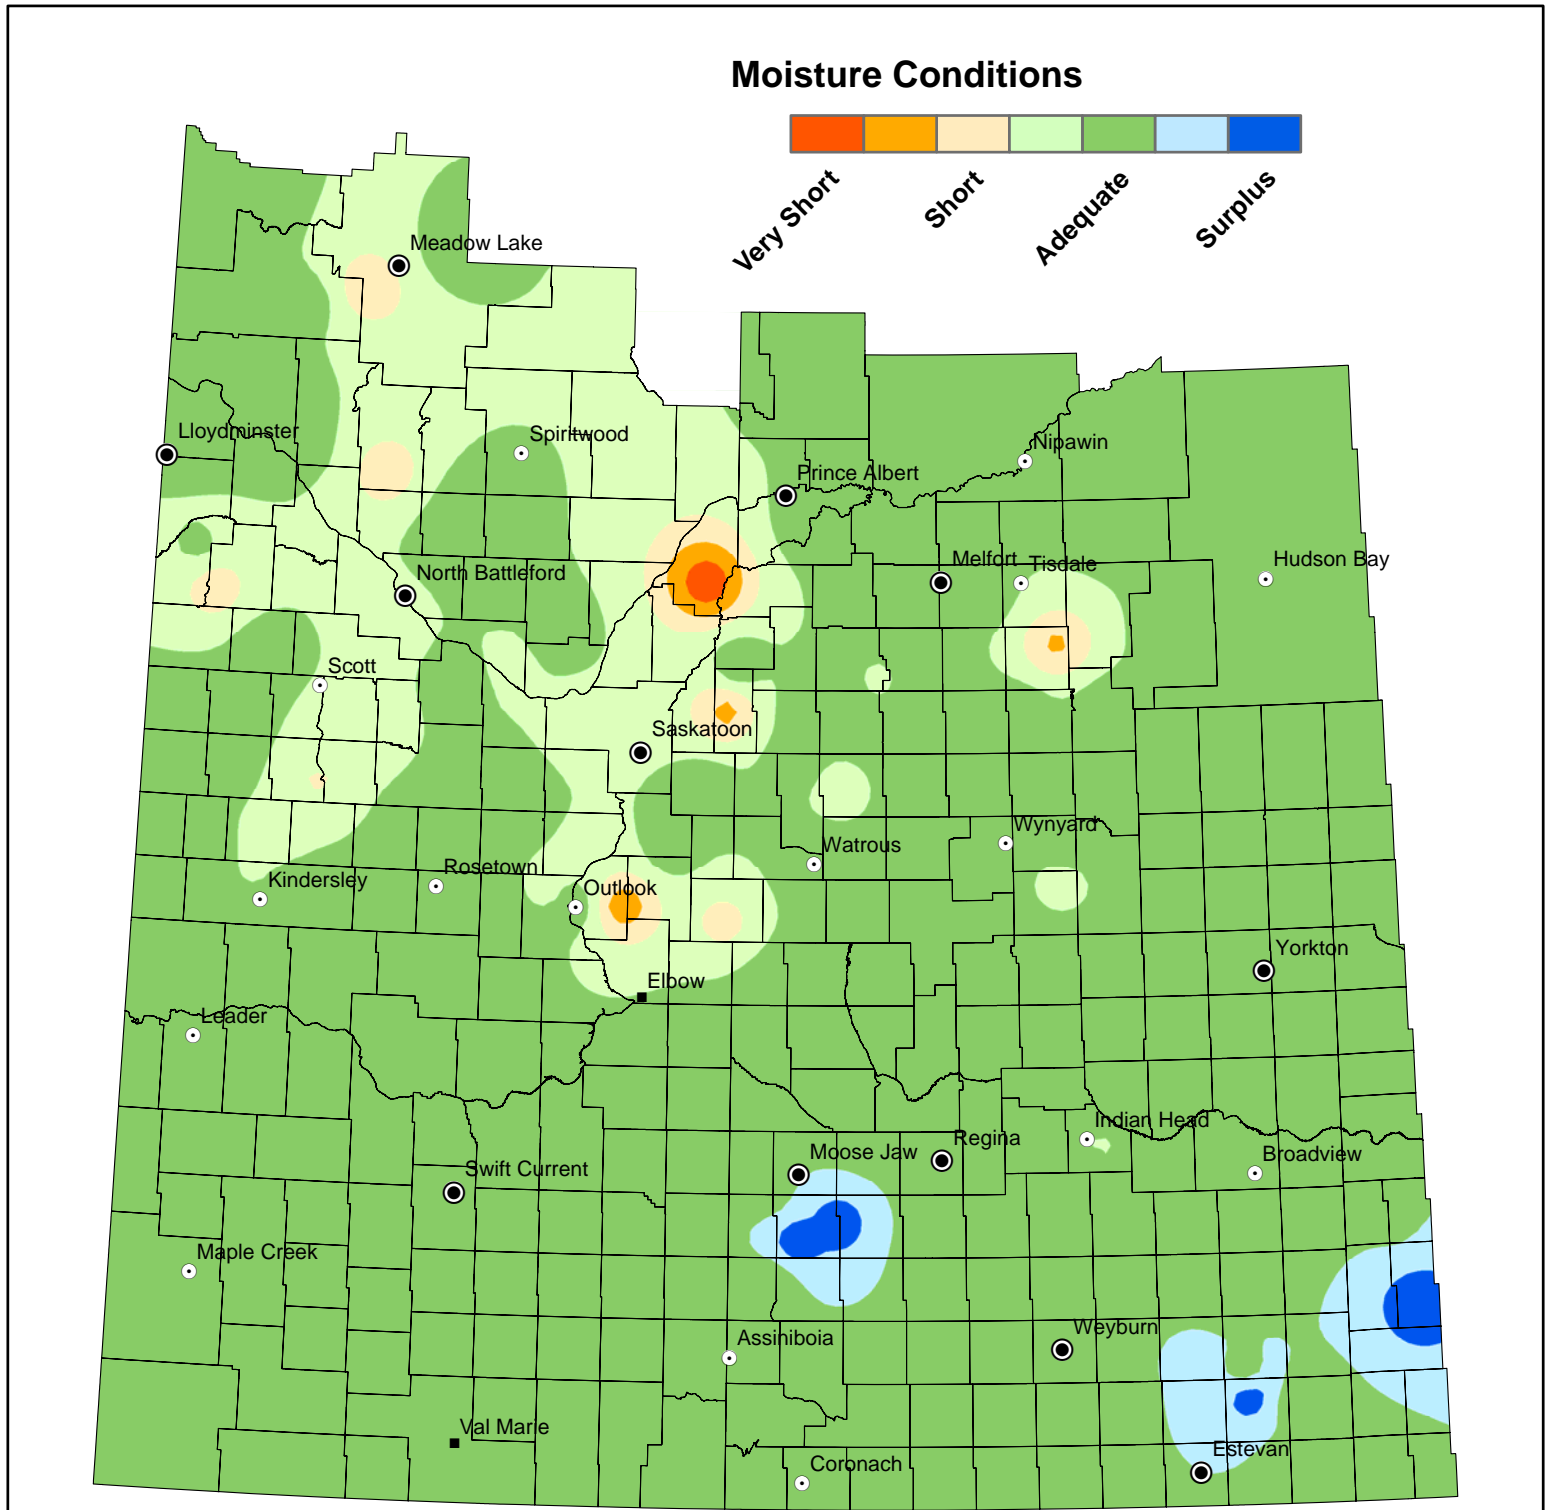 Moisture Conditions
Very Short
Short
Adequate
Surplus
Meadow Lake
Lloydminster
Spiritwood
Nipawin
Prince Albert
Melfort
Tisdale
Hudson Bay
North Battleford
Scott
Saskatoon
Wynyard
Watrous
Rosetown
Kindersley
Outlook
Yorkton
Elbow
Leader
Indian Head
Regina
Moose Jaw
Broadview
Swift Current
Maple Creek
Weyburn
Assiniboia
Val Marie
Estevan
Coronach